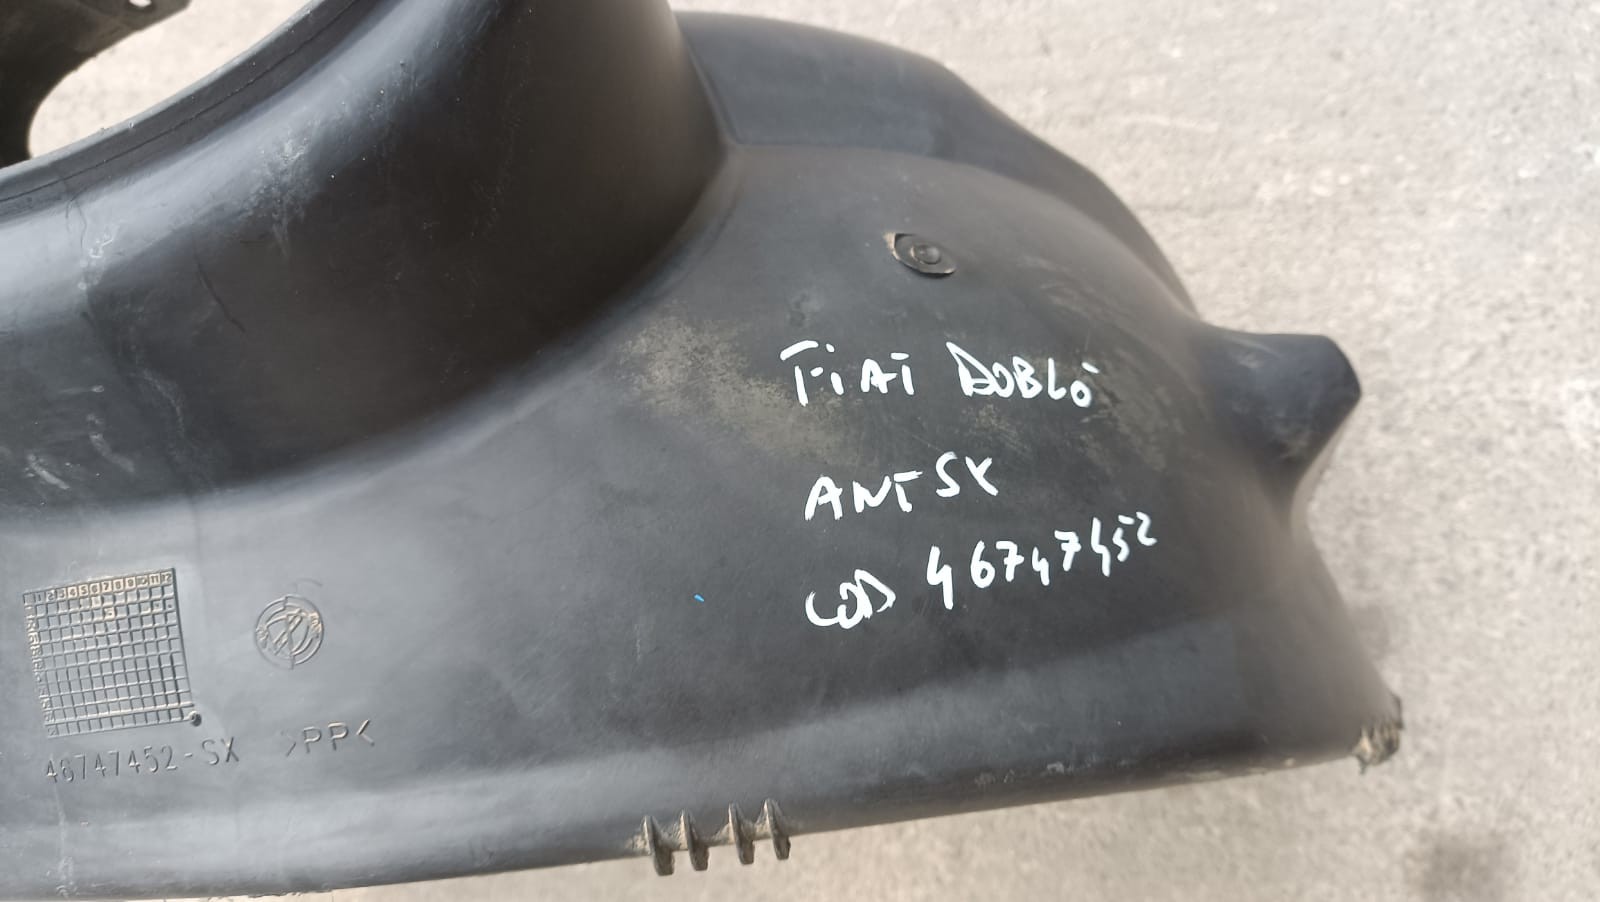 FIAT DOBLÒ
ANT SX
COD 46747452
46747452-SX >PP<